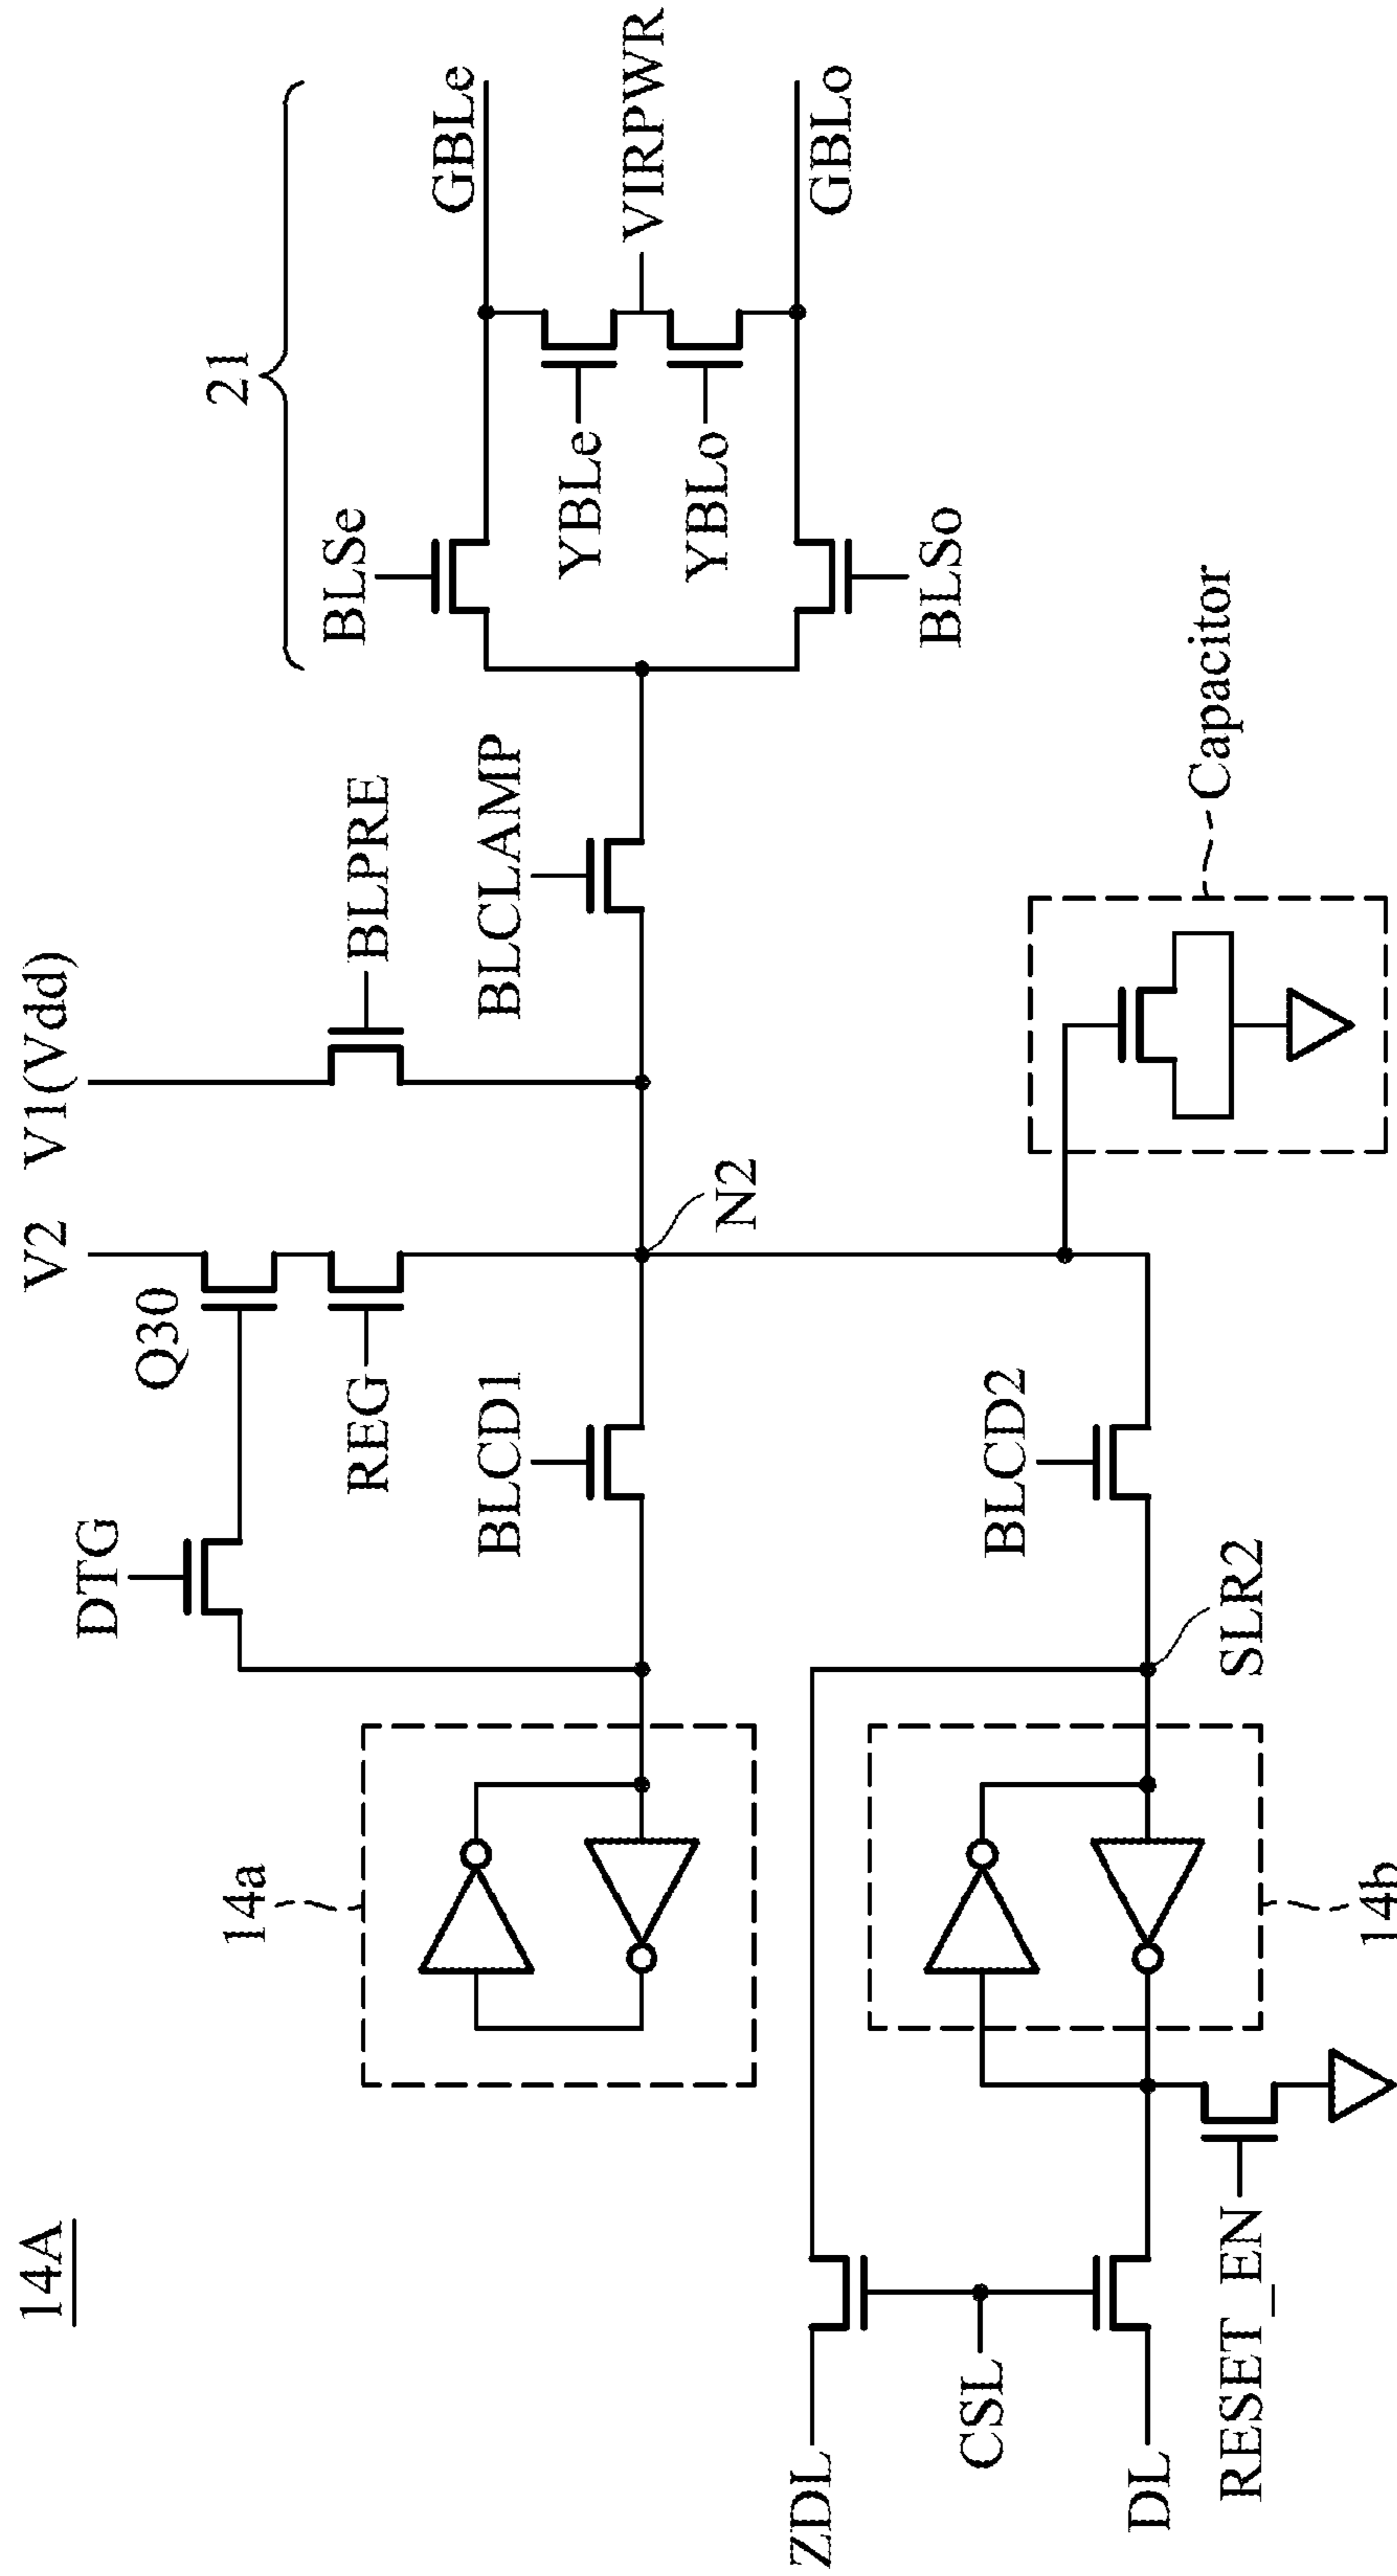 14A
V2
V1(Vdd)
DTG
Q30
REG
BLPRE
21
BLCD1
BLCLAMP
BLSe
GBLe
14a
YBLe
VIRPWR
YBLo
N2
GBLo
ZDL
BLSo
BLCD2
CSL
SLR2
Capacitor
DL
RESET_EN
14b